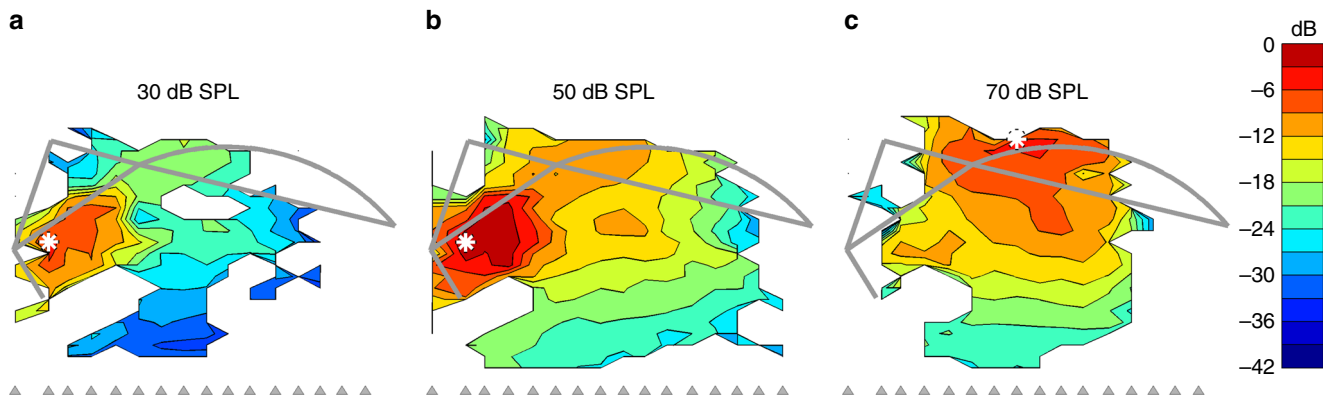 a
b
c
30 dB SPL
50 dB SPL
70 dB SPL
dB
0
–6
–12
–18
–24
–30
–36
–42